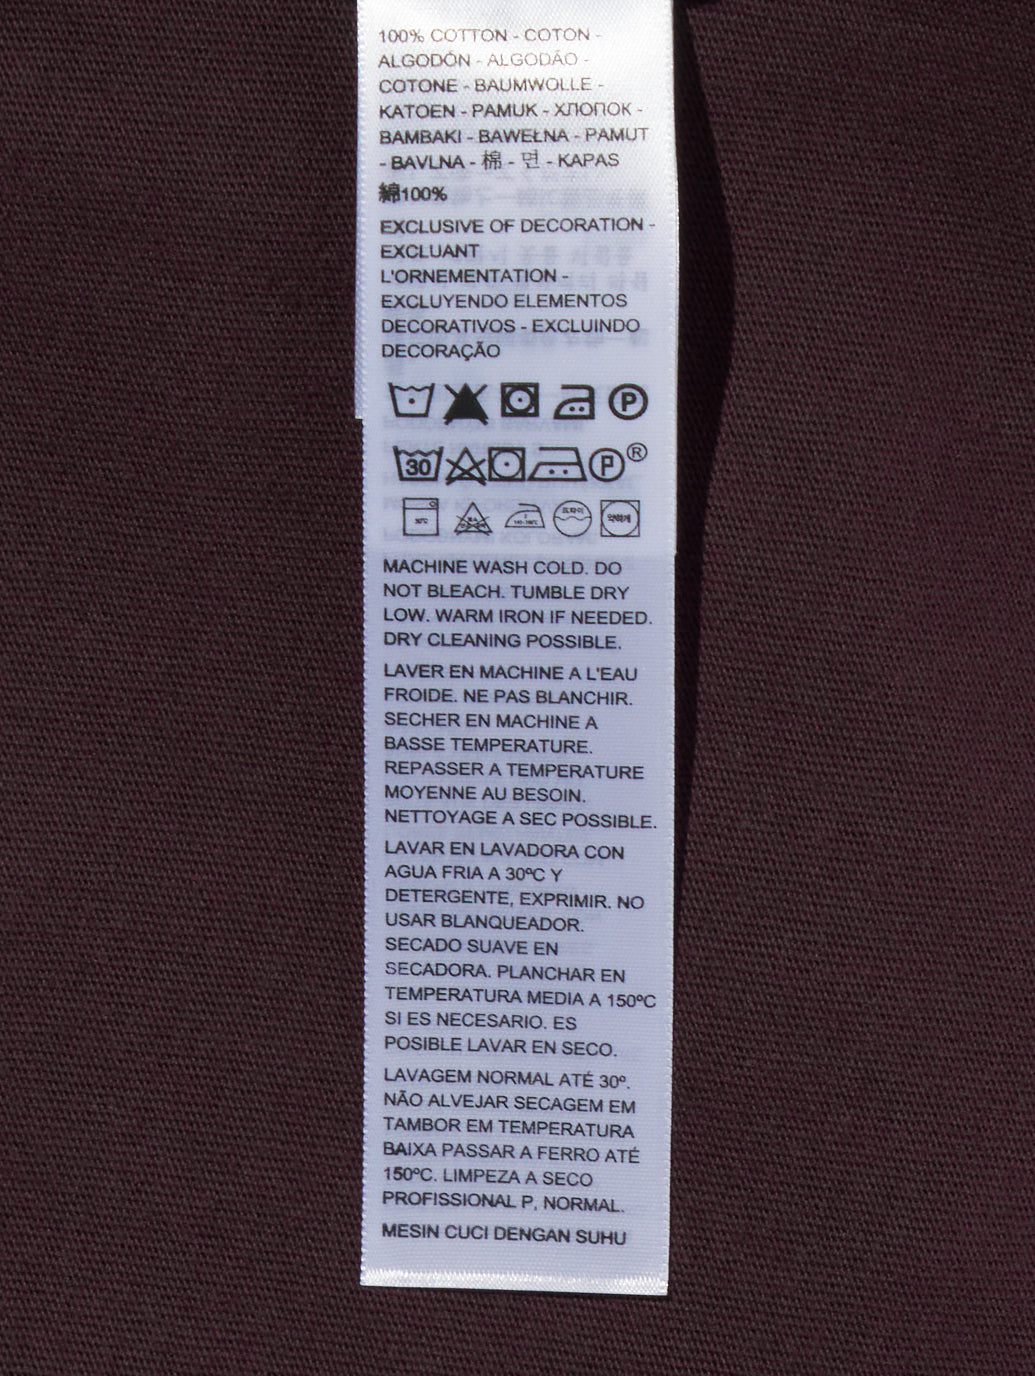 100% COTTON - COTON -
ALGODÓN - ALGODÃO -
COTONE - BAUMWOLLE -
KATOEN - PAMUK - ХЛОПОК -
BAMBAKI - BAWEŁNA - PAMUT
- BAVLNA - 棉 - 면 - KAPAS
綿100%
EXCLUSIVE OF DECORATION -
EXCLUANT
L'ORNEMENTATION -
EXCLUYENDO ELEMENTOS
DECORATIVOS - EXCLUINDO
DECORAÇÃO
P
30 P ®
드라이 약하게
MACHINE WASH COLD. DO
NOT BLEACH. TUMBLE DRY
LOW. WARM IRON IF NEEDED.
DRY CLEANING POSSIBLE.
LAVER EN MACHINE A L'EAU
FROIDE. NE PAS BLANCHIR.
SECHER EN MACHINE A
BASSE TEMPERATURE.
REPASSER A TEMPERATURE
MOYENNE AU BESOIN.
NETTOYAGE A SEC POSSIBLE.
LAVAR EN LAVADORA CON
AGUA FRIA A 30ºC Y
DETERGENTE, EXPRIMIR. NO
USAR BLANQUEADOR.
SECADO SUAVE EN
SECADORA. PLANCHAR EN
TEMPERATURA MEDIA A 150ºC
SI ES NECESARIO. ES
POSIBLE LAVAR EN SECO.
LAVAGEM NORMAL ATÉ 30º.
NÃO ALVEJAR SECAGEM EM
TAMBOR EM TEMPERATURA
BAIXA PASSAR A FERRO ATÉ
150ºC. LIMPEZA A SECO
PROFISSIONAL P, NORMAL.
MESIN CUCI DENGAN SUHU